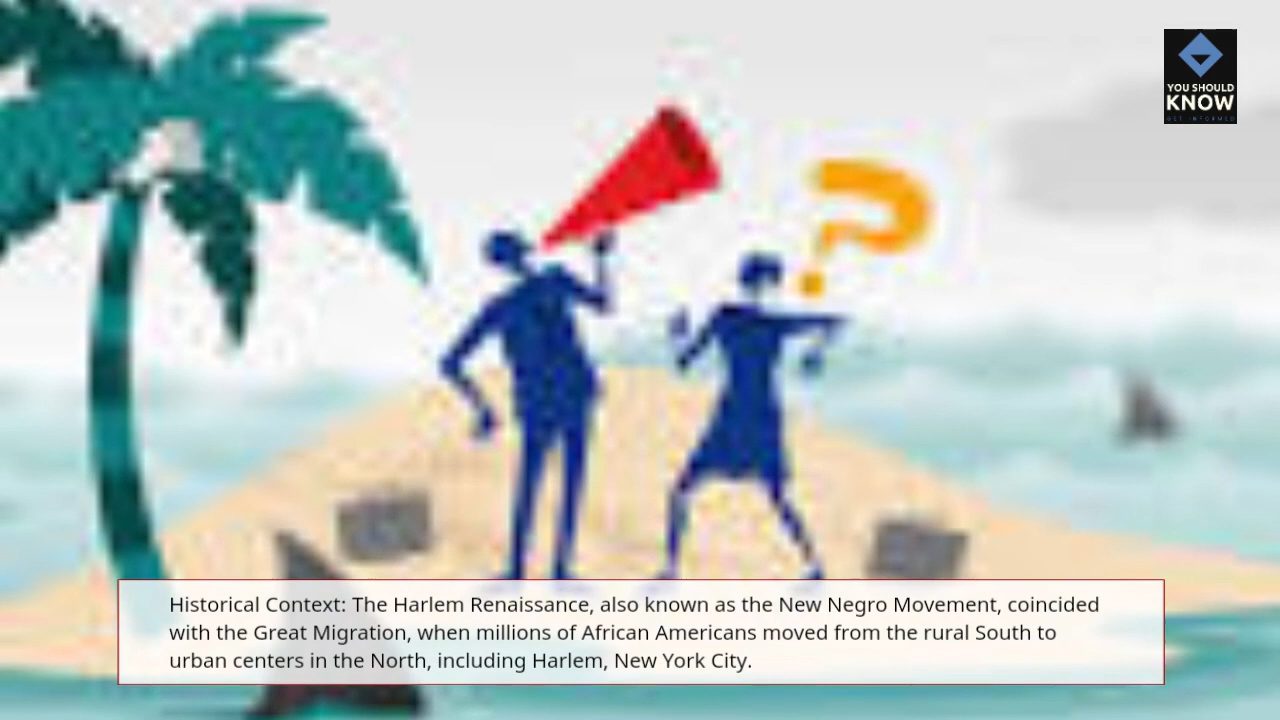 YOU SHOULD
KNOW
GET INFORMED
Historical Context: The Harlem Renaissance, also known as the New Negro Movement, coincided
with the Great Migration, when millions of African Americans moved from the rural South to
urban centers in the North, including Harlem, New York City.